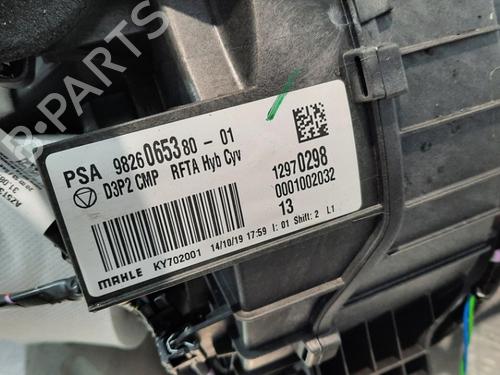 PSA 9826065380-01
D3P2 CMP RFTA Hyb Cyv
12970298
0001002032
13
MAHLE KY702001 14/10/19 17:59 I: 01 Shift: 2 L1
B-PARTS